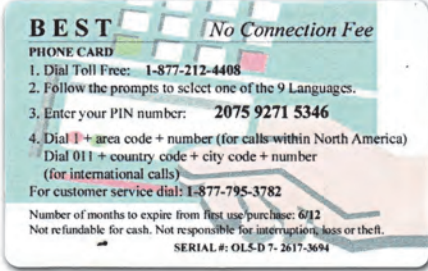 BEST No Connection Fee
PHONE CARD
1. Dial Toll Free: 1-877-212-4408
2. Follow the prompts to select one of the 9 Languages.
3. Enter your PIN number: 2075 9271 5346
4. Dial 1 + area code + number (for calls within North America)
Dial 011 + country code + city code + number
(for international calls)
For customer service dial: 1-877-795-3782
Number of months to expire from first use/purchase: 6/12
Not refundable for cash. Not responsible for interruption, loss or theft.
SERIAL #: OL5-D 7- 2617-3694